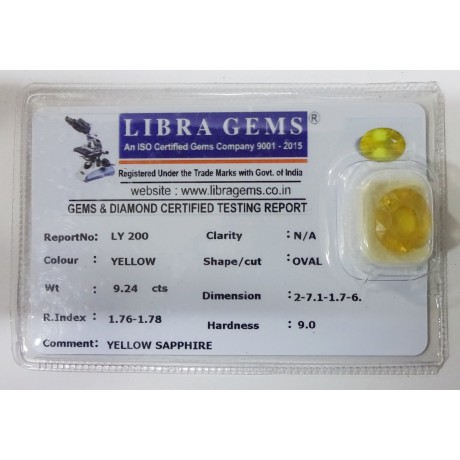 LIBRA GEMS ®
An ISO Certified Gems Company 9001 - 2015
Registered Under the Trade Marks with Govt. of India
website : www.libragems.co.in
GEMS & DIAMOND CERTIFIED TESTING REPORT
ReportNo: LY 200 Clarity : N/A
Colour : YELLOW Shape/cut : OVAL
Wt : 9.24 cts Dimension : 2-7.1-1.7-6.
R.Index : 1.76-1.78 Hardness : 9.0
Comment: YELLOW SAPPHIRE